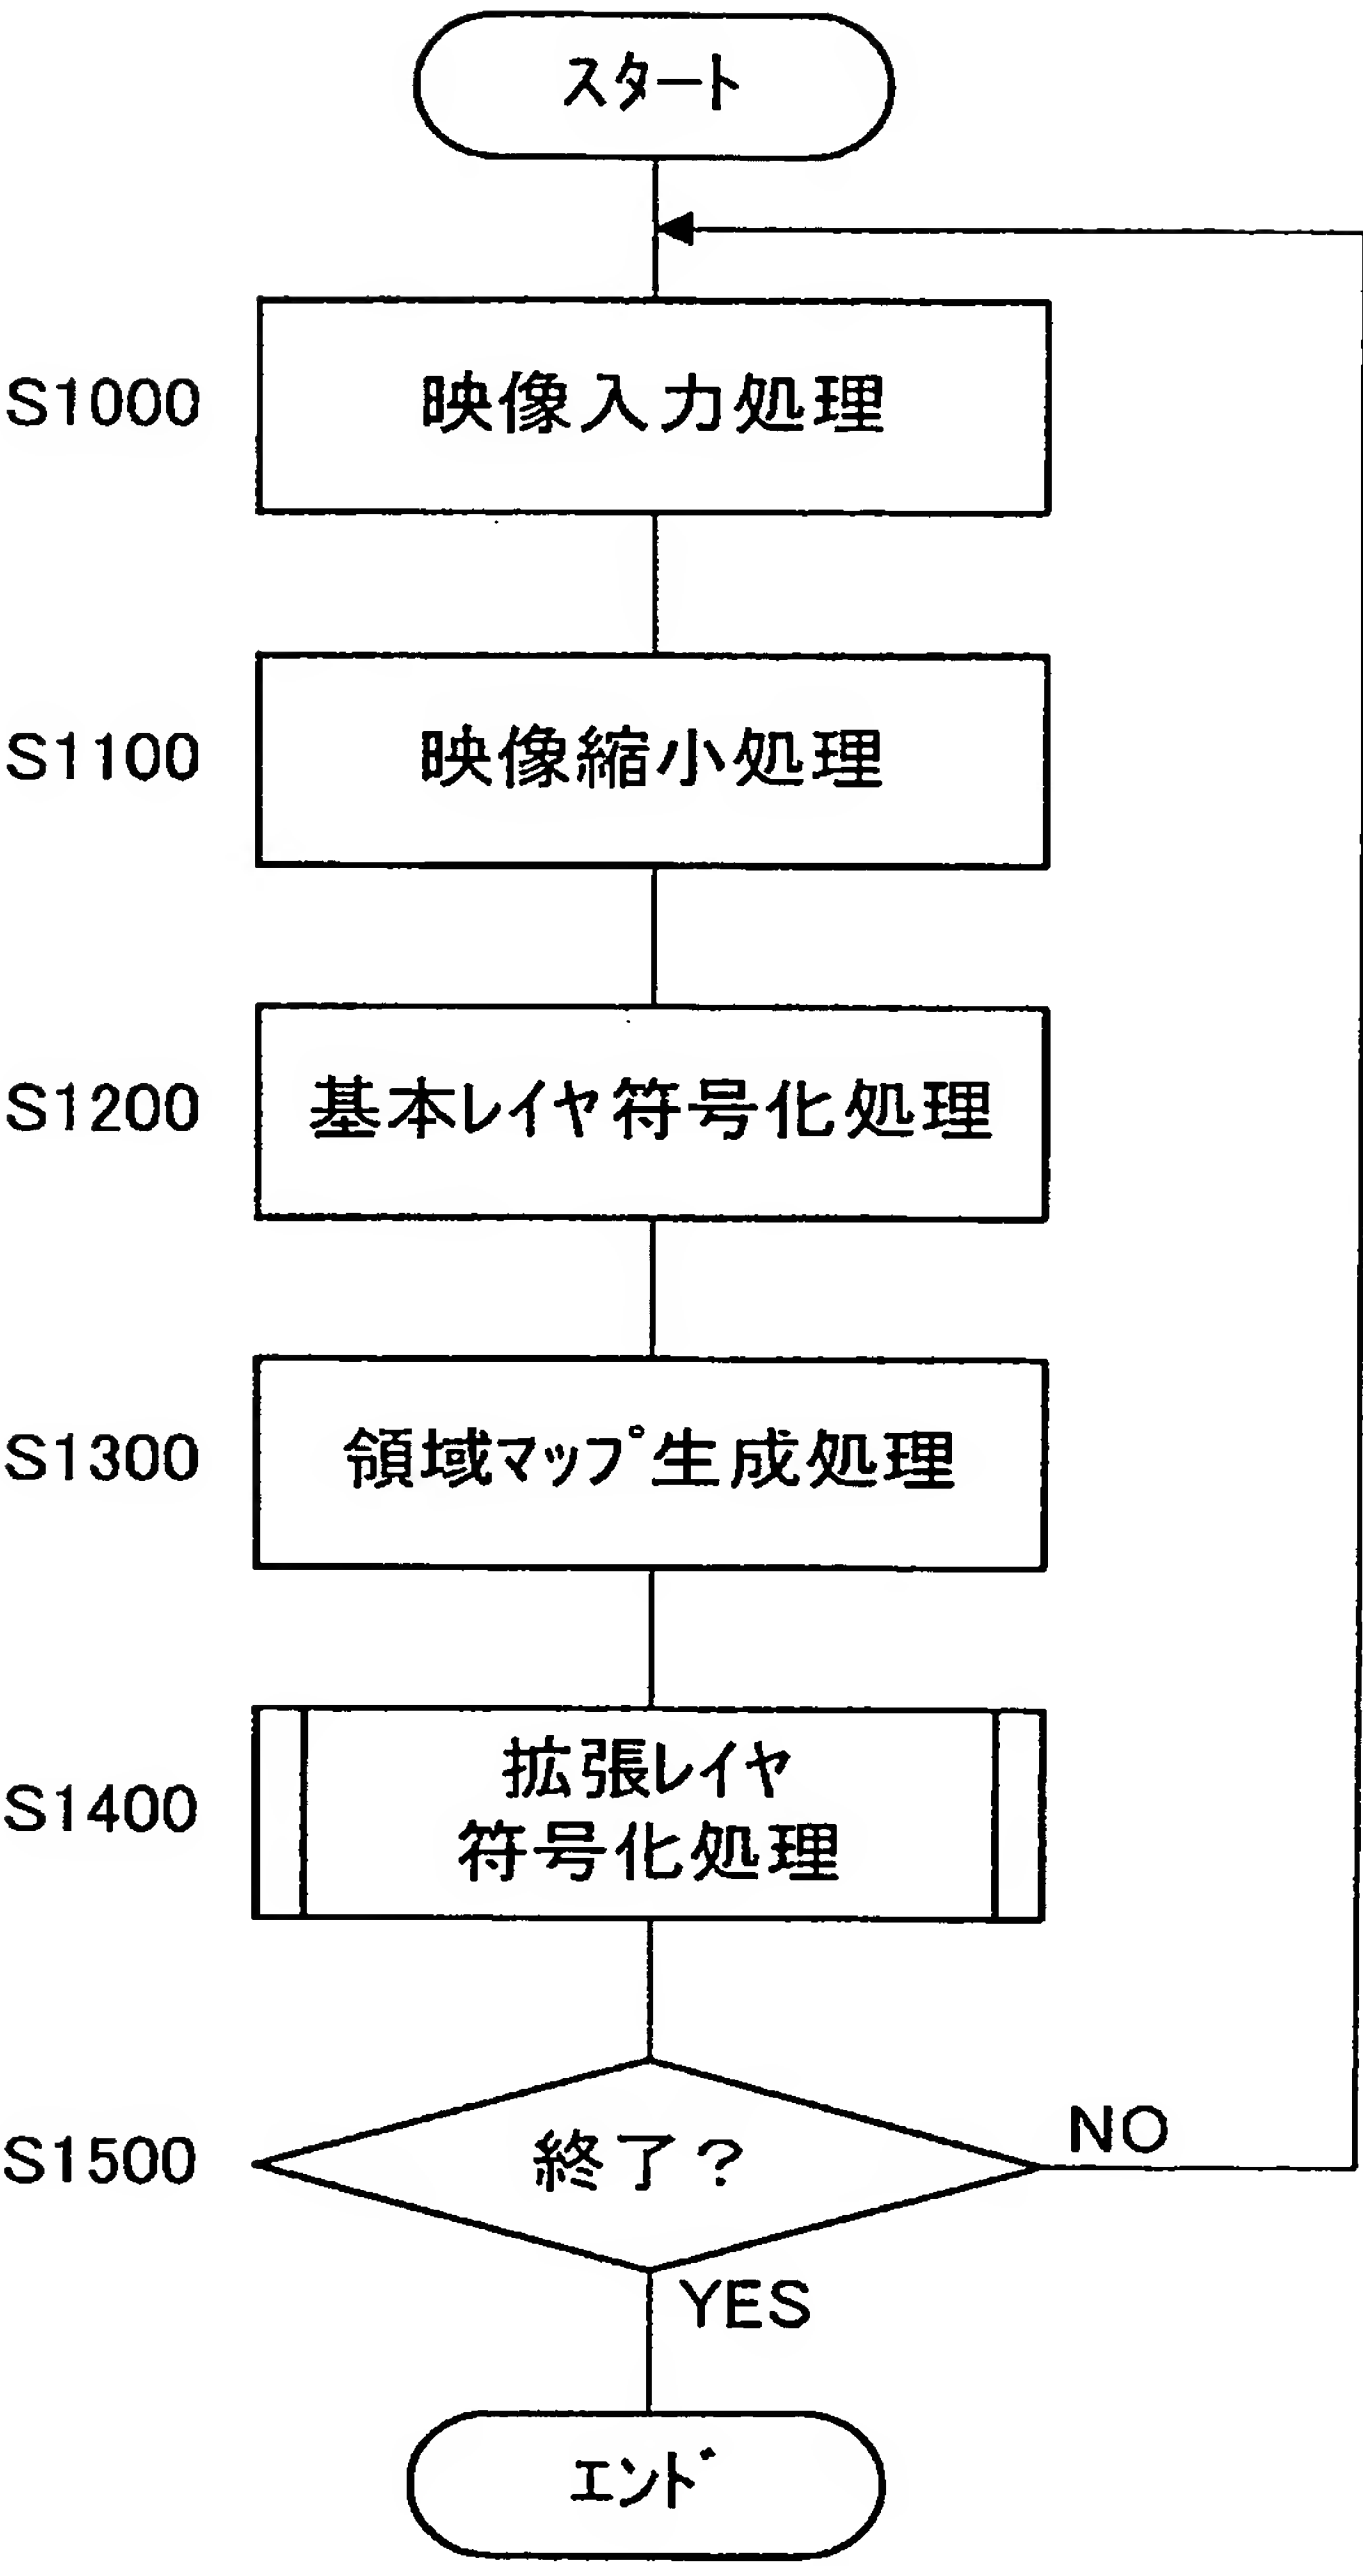 スタート
S1000
映像入力処理
S1100
映像縮小処理
S1200
基本レイヤ符号化処理
S1300
領域マップ生成処理
S1400
拡張レイヤ
符号化処理
S1500
終了?
NO
YES
エンド